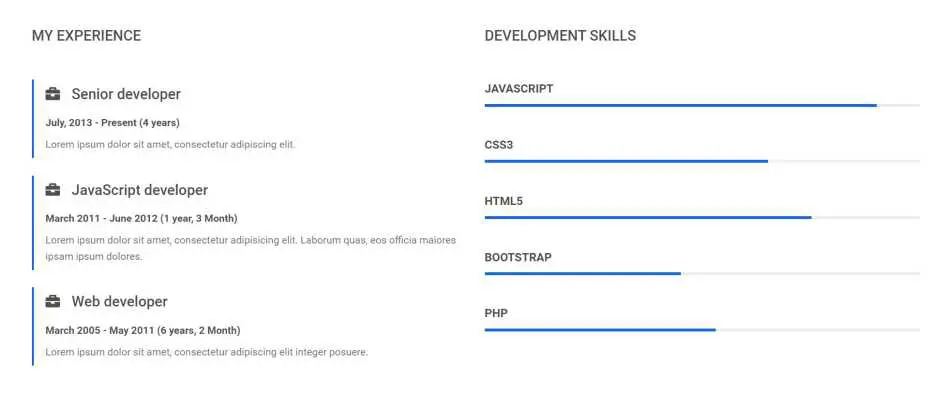 MY EXPERIENCE
Senior developer
July, 2013 - Present (4 years)
Lorem ipsum dolor sit amet, consectetur adipiscing elit.
JavaScript developer
March 2011 - June 2012 (1 year, 3 Month)
Lorem ipsum dolor sit amet, consectetur adipisicing elit. Laborum quas, eos officia maiores
ipsam ipsum dolores.
Web developer
March 2005 - May 2011 (6 years, 2 Month)
Lorem ipsum dolor sit amet, consectetur adipiscing elit integer posuere.
DEVELOPMENT SKILLS
JAVASCRIPT
CSS3
HTML5
BOOTSTRAP
PHP